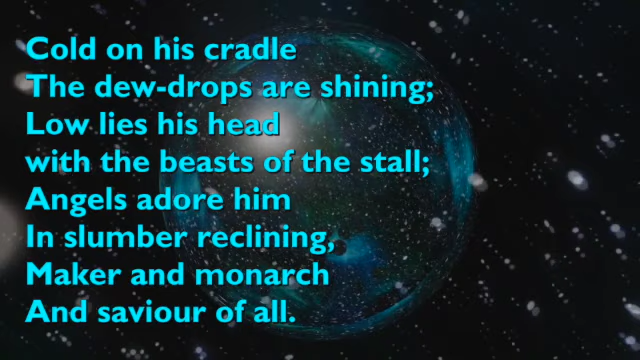 Cold on his cradle
The dew-drops are shining;
Low lies his head
with the beasts of the stall;
Angels adore him
In slumber reclining,
Maker and monarch
And saviour of all.